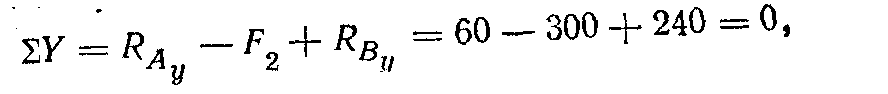 ΣY = R_{A_y} — F_2 + R_{B_y} = 60 — 300 + 240 = 0,